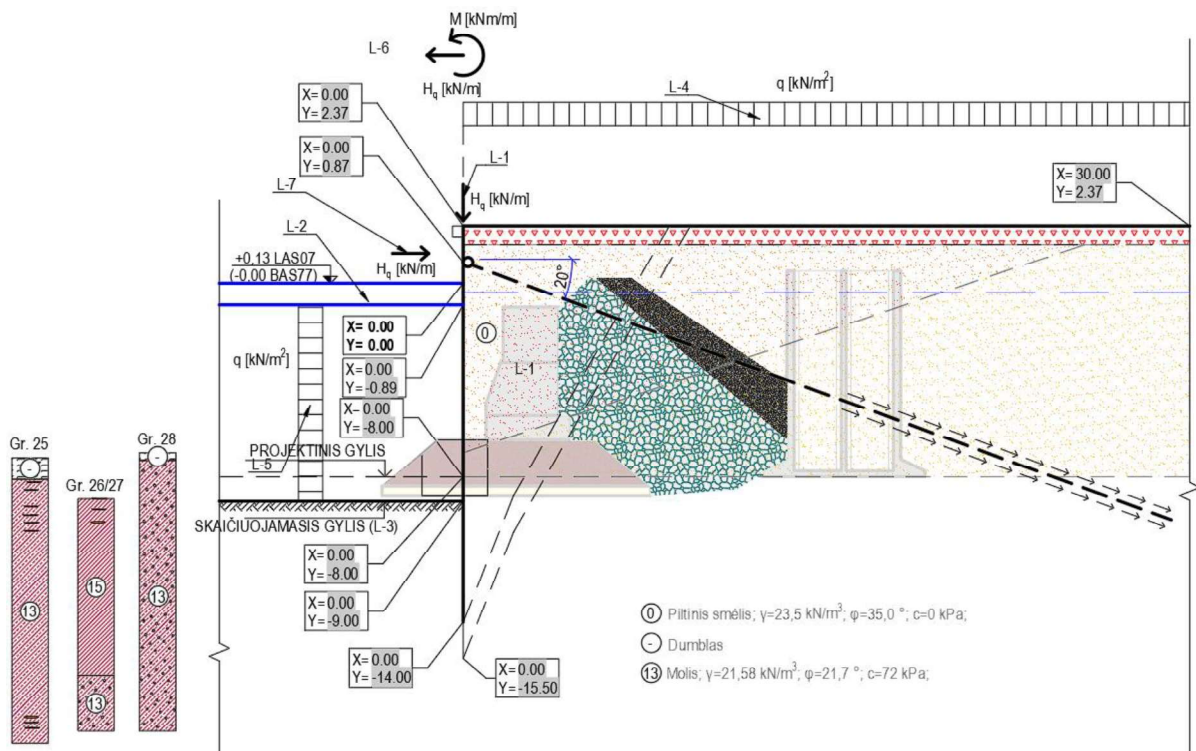 M [kNm/m]
L-6
Hq [kN/m]
q [kN/m²]
L-4
X= 0.00
Y= 2.37
X= 0.00
Y= 0.87
L-1
Hq [kN/m]
X= 30.00
Y= 2.37
L-7
L-2
Hq [kN/m]
+0,13 LAS07
(-0,00 BAS77)
20°
X= 0.00
Y= 0.00
0
q [kN/m²]
X= 0.00
Y= -0.89
L-1
X– 0.00
Y= -8.00
Gr. 25
Gr. 28
-
-
PROJEKTINIS GYLIS
L-5
Gr. 26/27
SKAIČIUOJAMASIS GYLIS (L-3)
X= 0.00
Y= -8.00
X= 0.00
Y= -9.00
13
15
13
13
X= 0.00
Y= -14.00
X= 0.00
Y= -15.50
0 Piltinis smėlis; γ=23,5 kN/m³; φ=35,0 °; c=0 kPa;
- Dumblas
13 Molis; γ=21,58 kN/m³; φ=21,7 °; c=72 kPa;